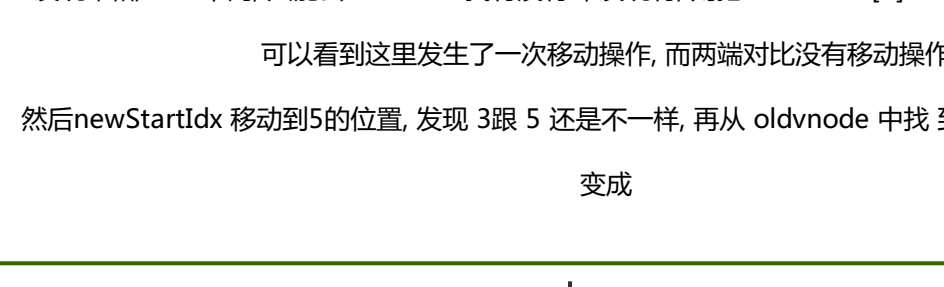 可以看到这里发生了一次移动操作, 而两端对比没有移动操作
然后newStartIdx 移动到5的位置, 发现 3跟 5 还是不一样, 再从 oldvnode 中找
变成